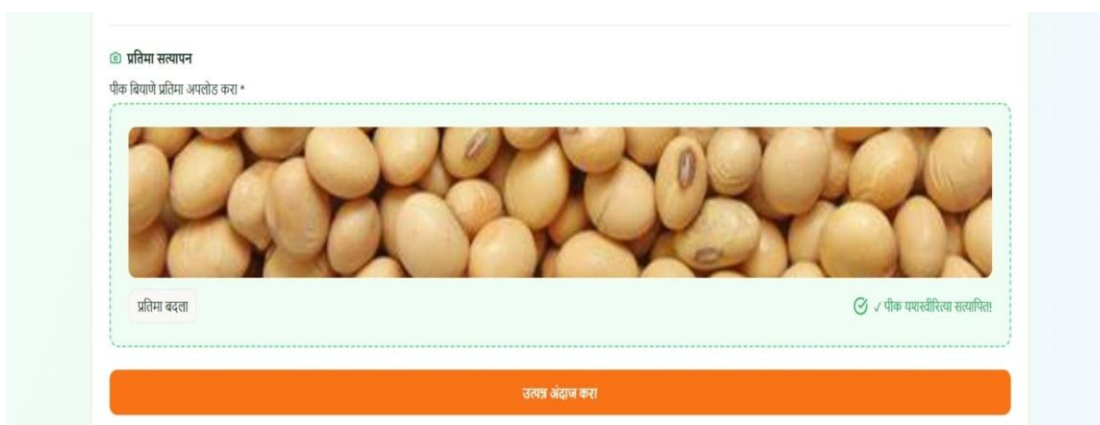 प्रतिमा सत्यापन
पीक बियाणे प्रतिमा अपलोड करा *
प्रतिमा बदला
✓ पीक यशस्वीरित्या सत्यापित!
उत्पन्न अंदाज करा